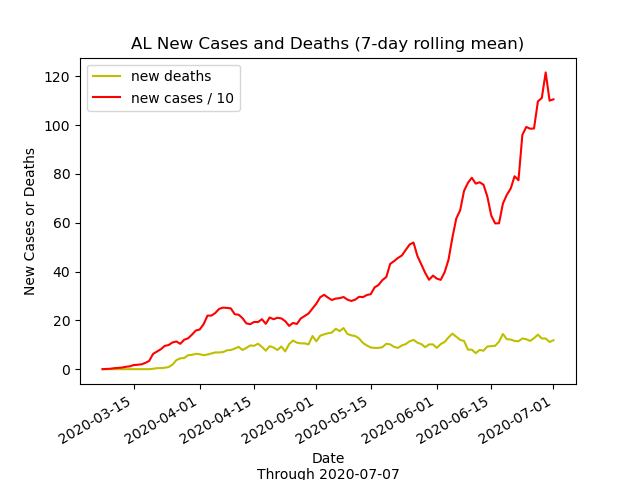 AL New Cases and Deaths (7-day rolling mean)
new deaths
new cases / 10
New Cases or Deaths
120
100
80
60
40
20
0
2020-03-15
2020-04-01
2020-04-15
2020-05-01
2020-05-15
2020-06-01
2020-06-15
2020-07-01
Date
Through 2020-07-07